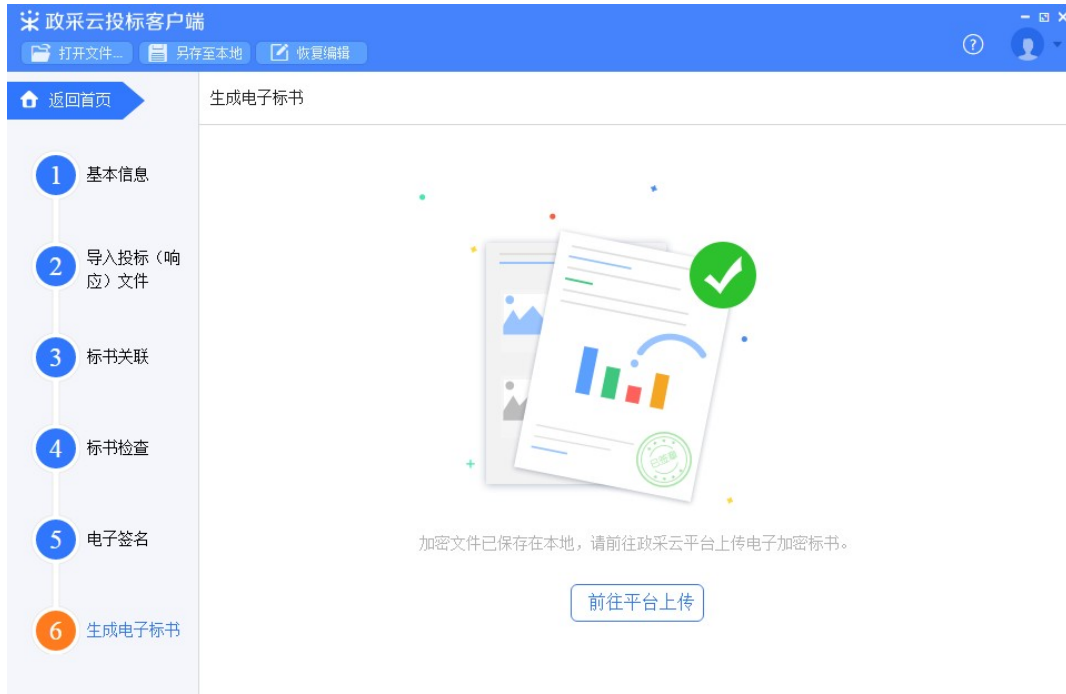 政采云投标客户端
打开文件...
另存至本地
恢复编辑
返回首页
生成电子标书
1
基本信息
2
导入投标（响
应）文件
3
标书关联
4
标书检查
5
电子签名
6
生成电子标书
已签章
加密文件已保存在本地，请前往政采云平台上传电子加密标书。
前往平台上传